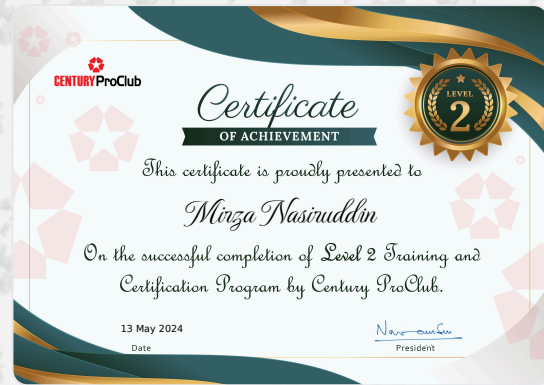 CENTURY ProClub
LEVEL
2
Certificate
OF ACHIEVEMENT
This certificate is proudly presented to
Mirza Nasiruddin
On the successful completion of Level 2 Training and
Certification Program by Century ProClub.
13 May 2024
Date
President